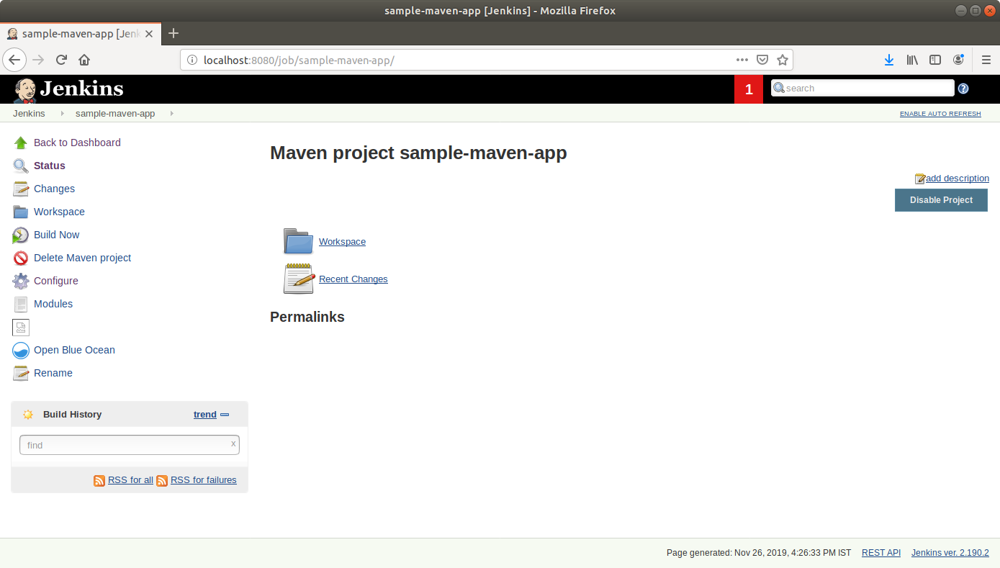 sample-maven-app [Jenkins] - Mozilla Firefox
sample-maven-app [Jenk
localhost:8080/job/sample-maven-app/
Jenkins
1
search
Jenkins
sample-maven-app
ENABLE AUTO REFRESH
Back to Dashboard
Status
Changes
Workspace
Build Now
Delete Maven project
Configure
Modules
Open Blue Ocean
Rename
Build History
trend
find
x
RSS for all
RSS for failures
Maven project sample-maven-app
add description
Disable Project
Workspace
Recent Changes
Permalinks
Page generated: Nov 26, 2019, 4:26:33 PM IST
REST API
Jenkins ver. 2.190.2